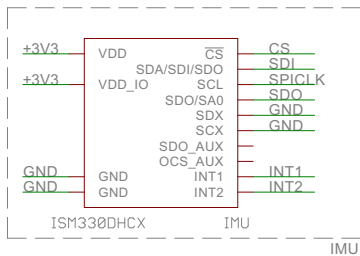 +3V3 VDD CS CS
SDA/SDI/SDO SDI
+3V3 VDD_IO SCL SPICLK
SDO/SA0 SDO
SDX GND
SCX GND
SDO_AUX
OCS_AUX
GND GND INT1 INT1
GND GND INT2 INT2
ISM330DHCX IMU
IMU